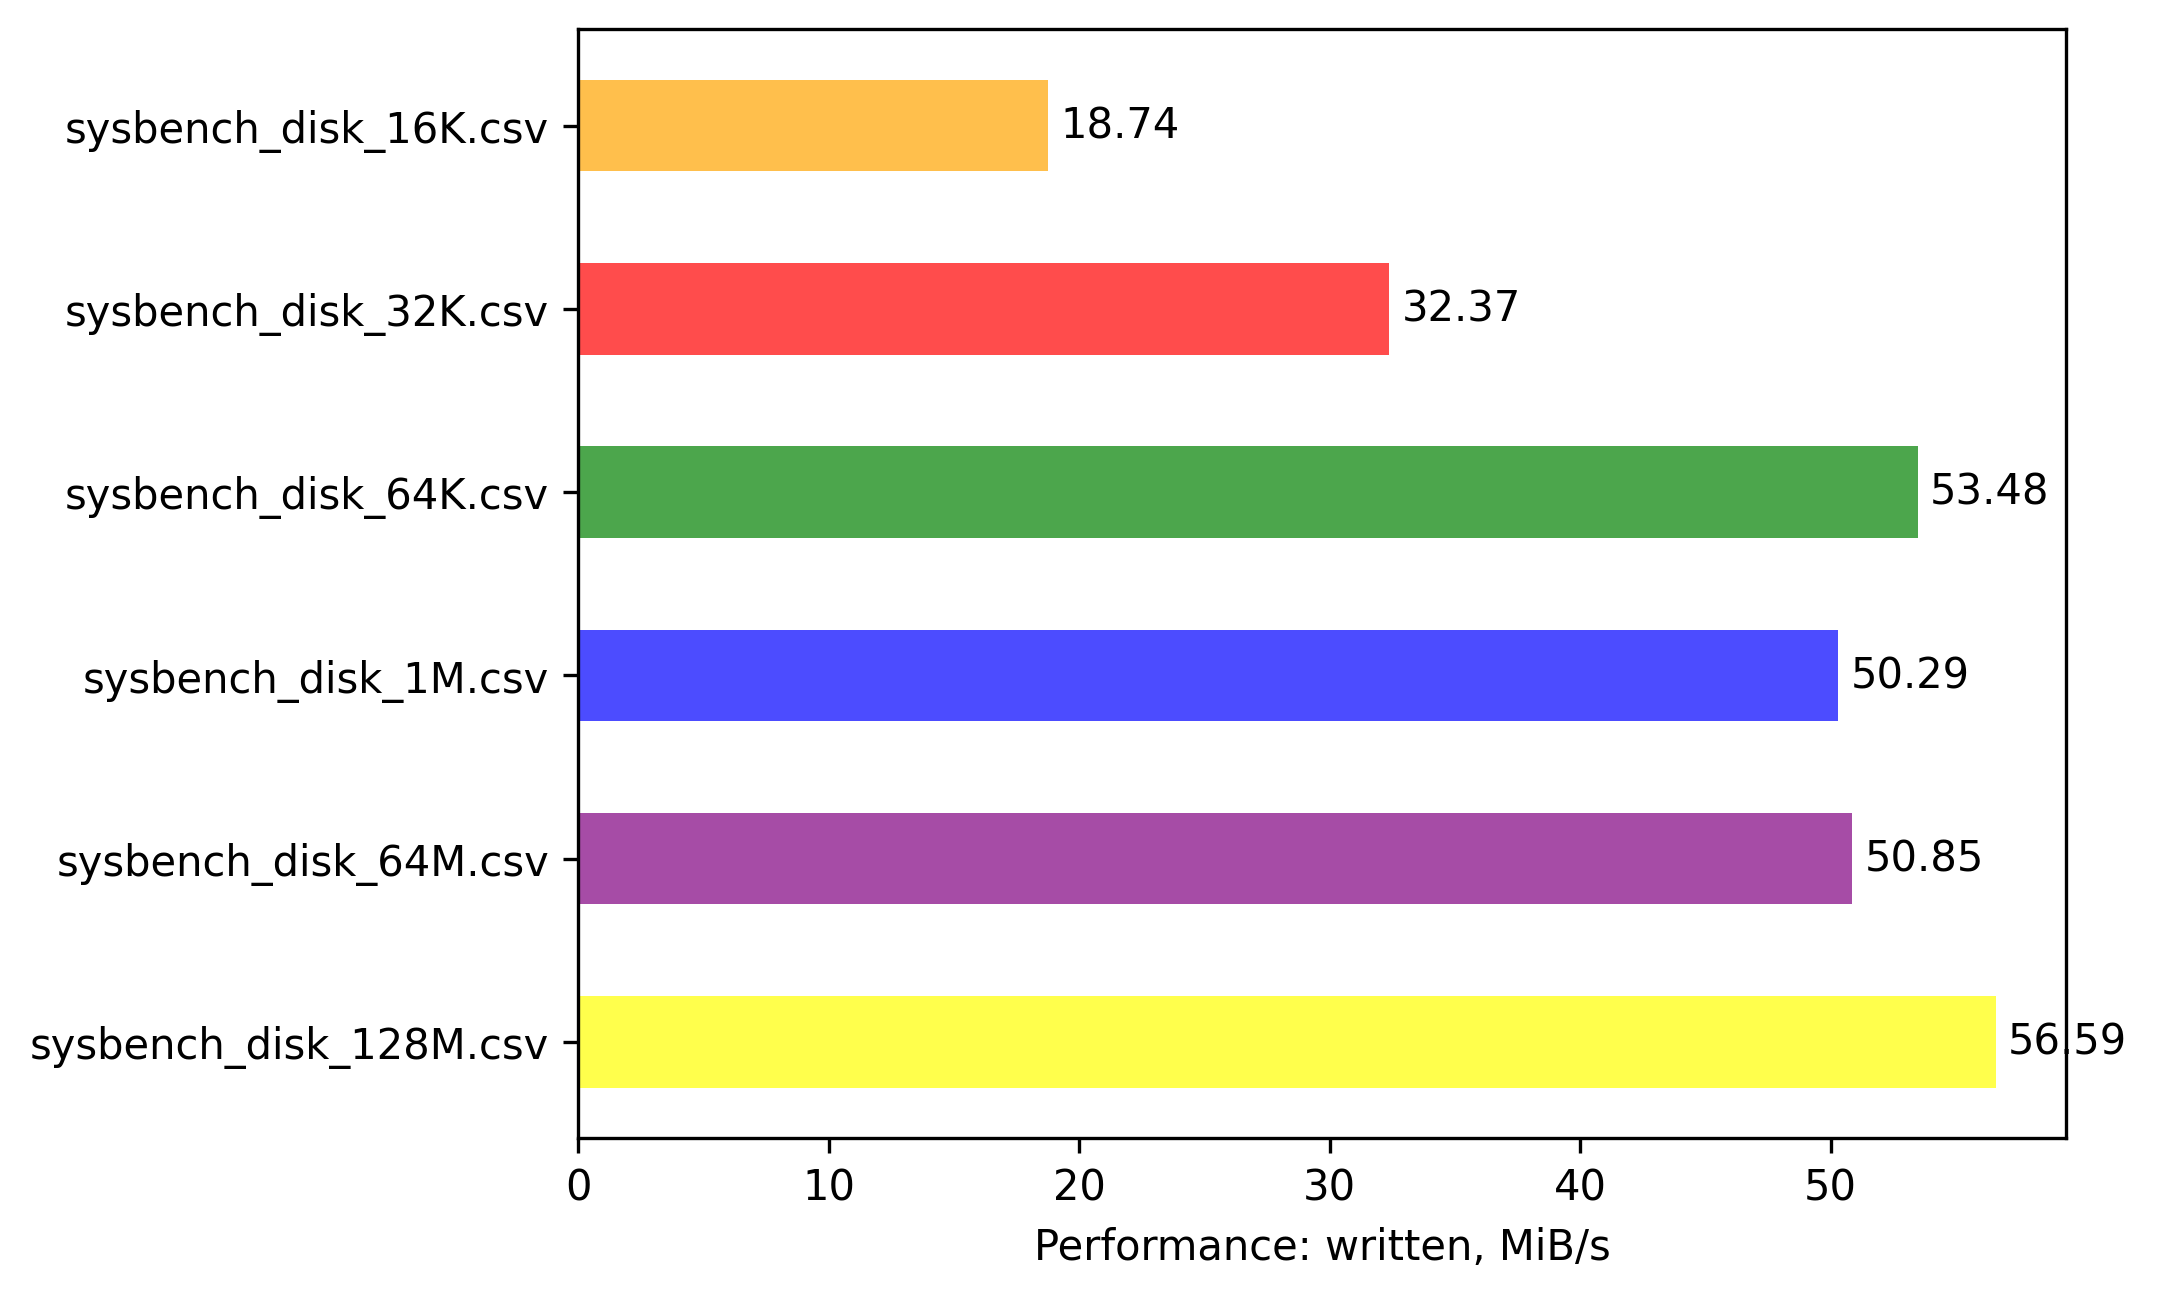 sysbench_disk_16K.csv
18.74
sysbench_disk_32K.csv
32.37
sysbench_disk_64K.csv
53.48
sysbench_disk_1M.csv
50.29
sysbench_disk_64M.csv
50.85
sysbench_disk_128M.csv
56.59
0 10 20 30 40 50
Performance: written, MiB/s